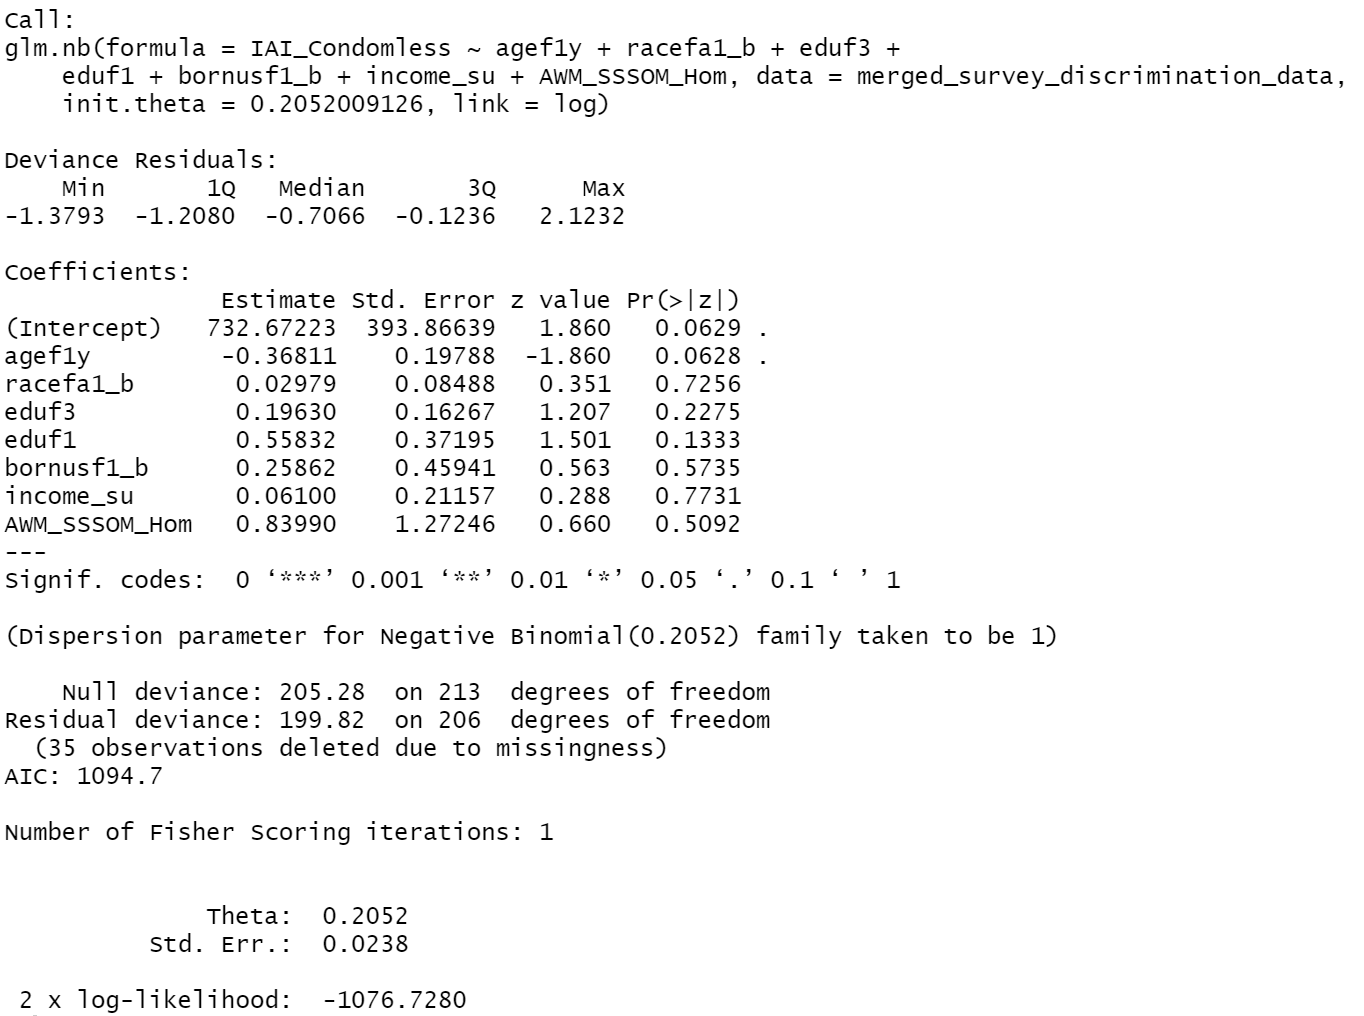 Call:
glm.nb(formula = IAI_Condomless ~ agef1y + racefa1_b + eduf3 +
    eduf1 + bornusf1_b + income_su + AWM_SSSOM_Hom, data = merged_survey_discrimination_data,
    init.theta = 0.2052009126, link = log)

Deviance Residuals:
    Min       1Q   Median       3Q      Max
-1.3793  -1.2080  -0.7066  -0.1236   2.1232

Coefficients:
               Estimate Std. Error z value Pr(>|z|)
(Intercept)   732.67223  393.86639   1.860   0.0629 .
agef1y         -0.36811    0.19788  -1.860   0.0628 .
racefa1_b       0.02979    0.08488   0.351   0.7256
eduf3           0.19630    0.16267   1.207   0.2275
eduf1           0.55832    0.37195   1.501   0.1333
bornusf1_b      0.25862    0.45941   0.563   0.5735
income_su       0.06100    0.21157   0.288   0.7731
AWM_SSSOM_Hom   0.83990    1.27246   0.660   0.5092
---
Signif. codes:  0 ‘***’ 0.001 ‘**’ 0.01 ‘*’ 0.05 ‘.’ 0.1 ‘ ’ 1

(Dispersion parameter for Negative Binomial(0.2052) family taken to be 1)

    Null deviance: 205.28  on 213  degrees of freedom
Residual deviance: 199.82  on 206  degrees of freedom
  (35 observations deleted due to missingness)
AIC: 1094.7

Number of Fisher Scoring iterations: 1


              Theta:  0.2052
          Std. Err.:  0.0238

 2 x log-likelihood:  -1076.7280